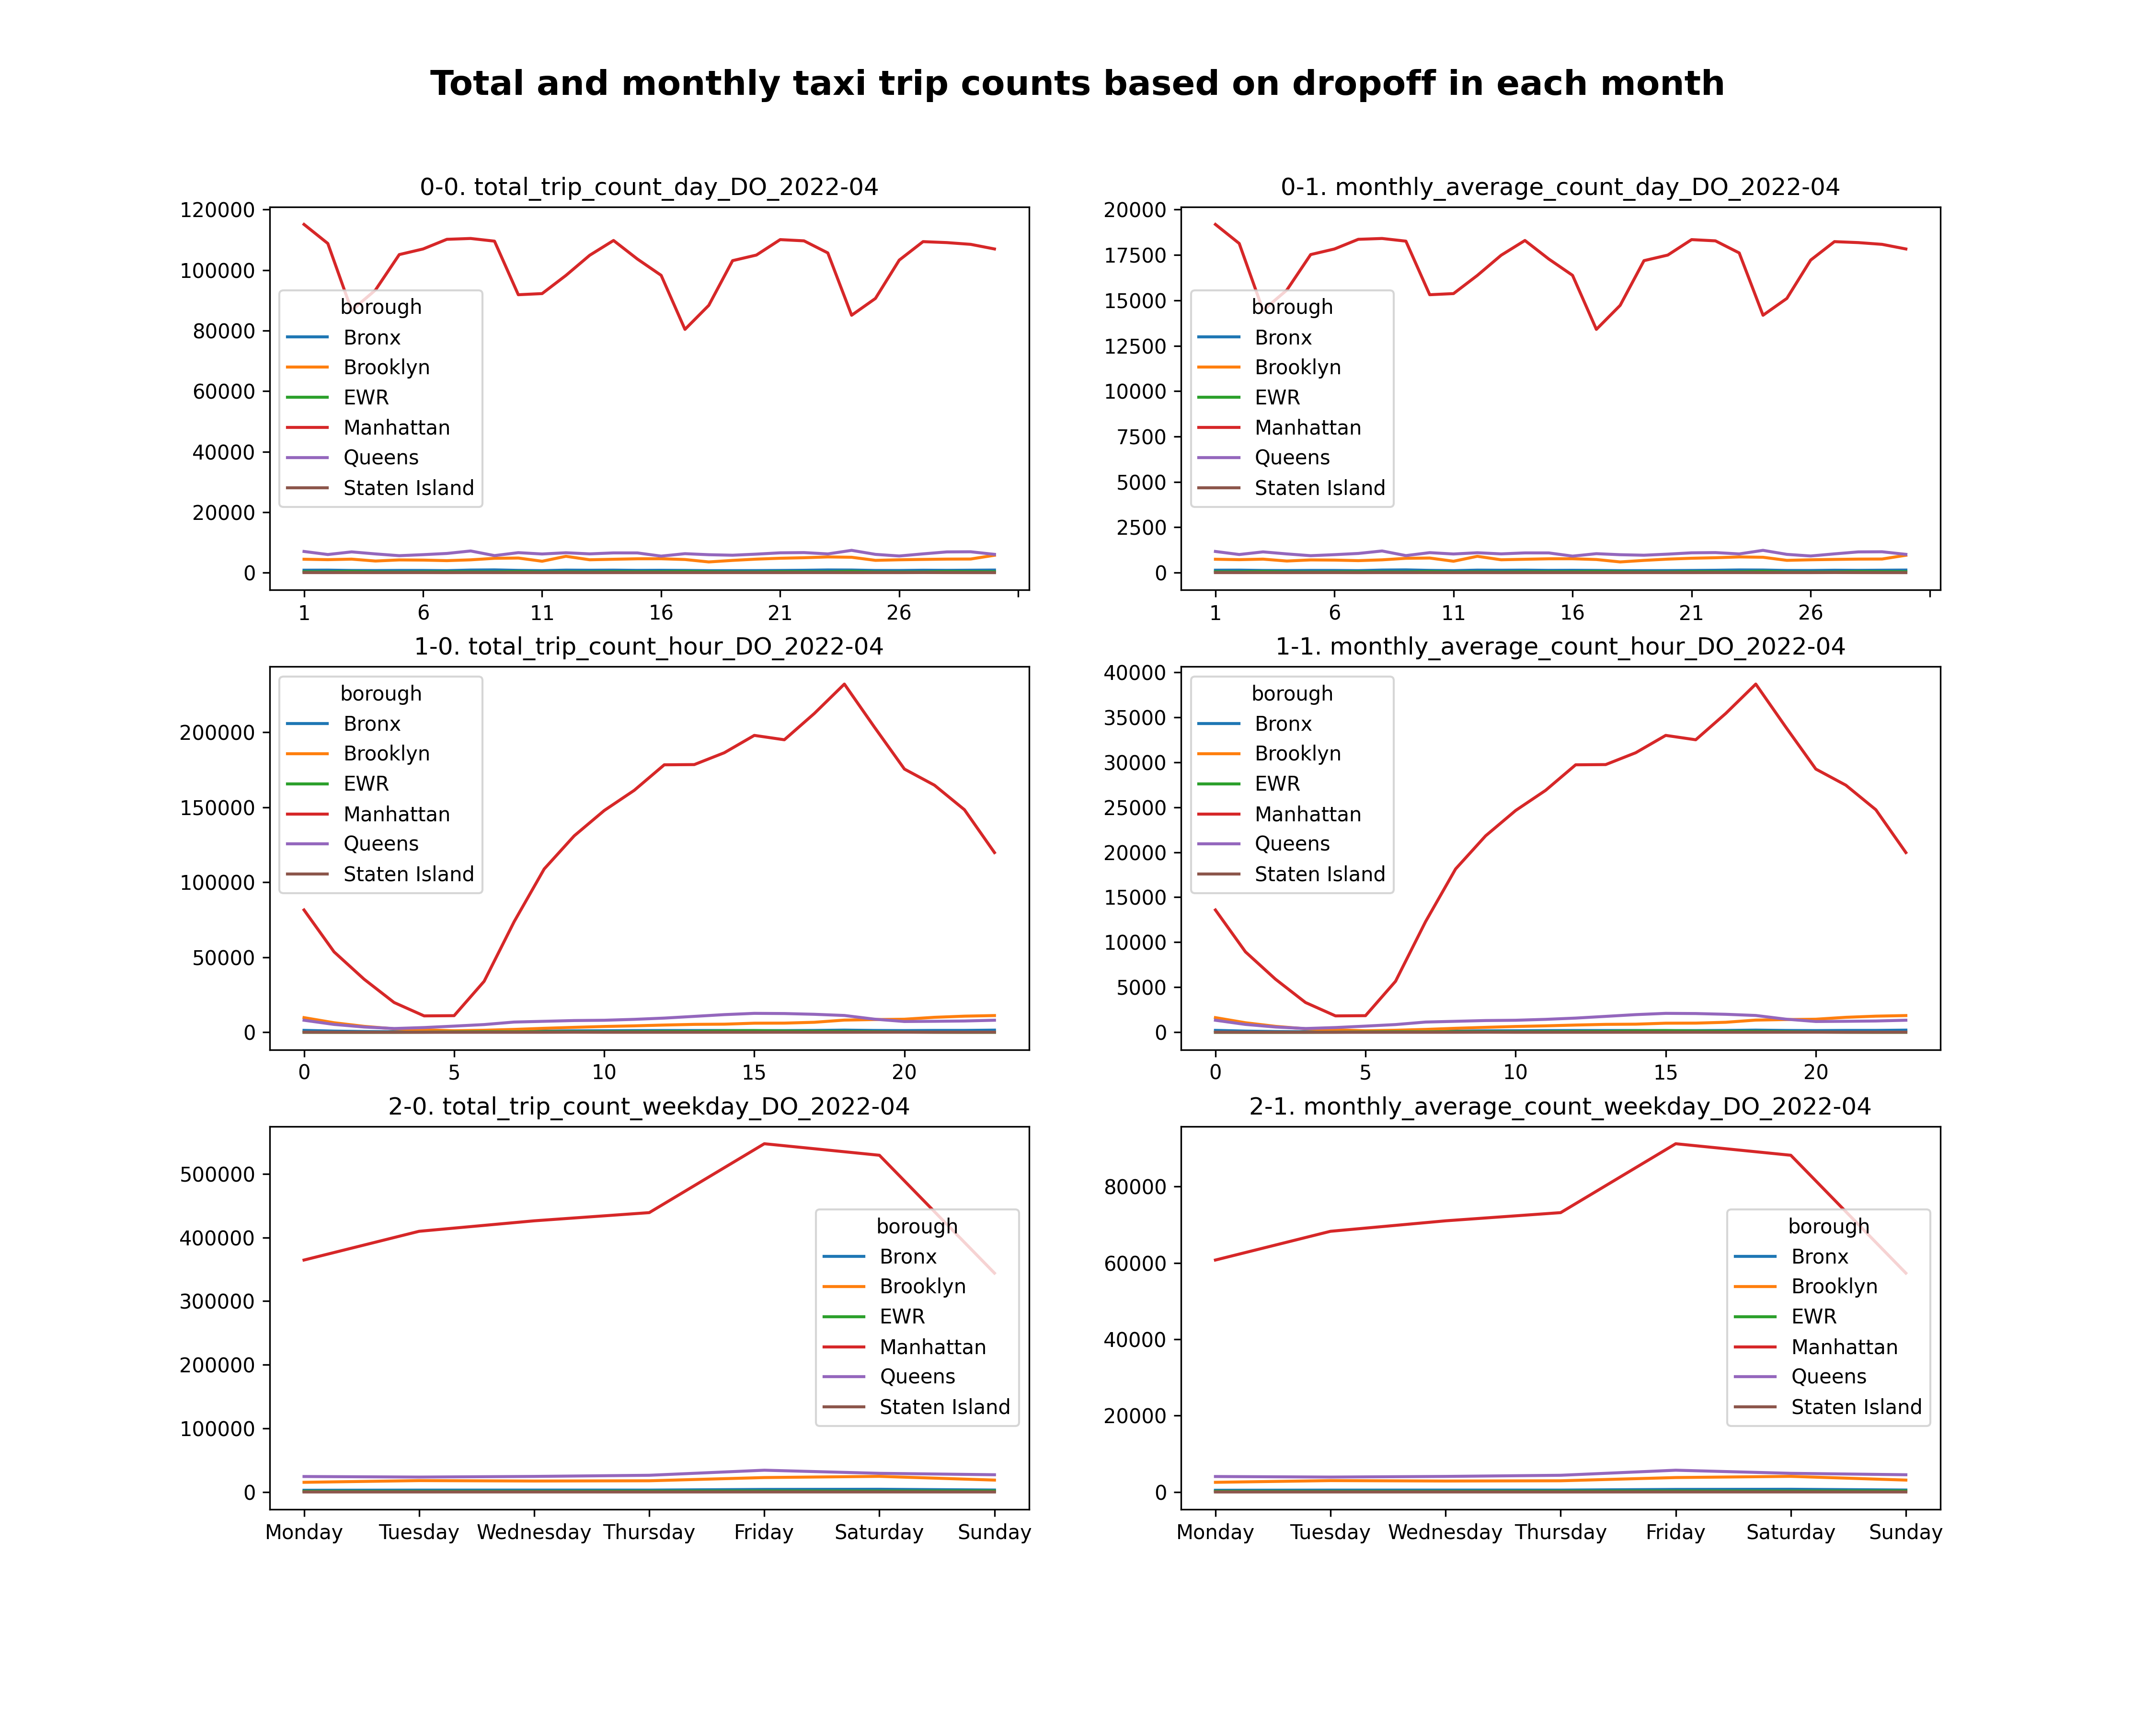 Total and monthly taxi trip counts based on dropoff in each month
0-0. total_trip_count_day_DO_2022-04
120000
100000
80000
60000
40000
20000
0
borough
Bronx
Brooklyn
EWR
Manhattan
Queens
Staten Island
1 6 11 16 21 26
0-1. monthly_average_count_day_DO_2022-04
20000
17500
15000
12500
10000
7500
5000
2500
0
borough
Bronx
Brooklyn
EWR
Manhattan
Queens
Staten Island
1 6 11 16 21 26
1-0. total_trip_count_hour_DO_2022-04
200000
150000
100000
50000
0
borough
Bronx
Brooklyn
EWR
Manhattan
Queens
Staten Island
0 5 10 15 20
1-1. monthly_average_count_hour_DO_2022-04
40000
35000
30000
25000
20000
15000
10000
5000
0
borough
Bronx
Brooklyn
EWR
Manhattan
Queens
Staten Island
0 5 10 15 20
2-0. total_trip_count_weekday_DO_2022-04
500000
400000
300000
200000
100000
0
borough
Bronx
Brooklyn
EWR
Manhattan
Queens
Staten Island
Monday Tuesday Wednesday Thursday Friday Saturday Sunday
2-1. monthly_average_count_weekday_DO_2022-04
80000
60000
40000
20000
0
borough
Bronx
Brooklyn
EWR
Manhattan
Queens
Staten Island
Monday Tuesday Wednesday Thursday Friday Saturday Sunday